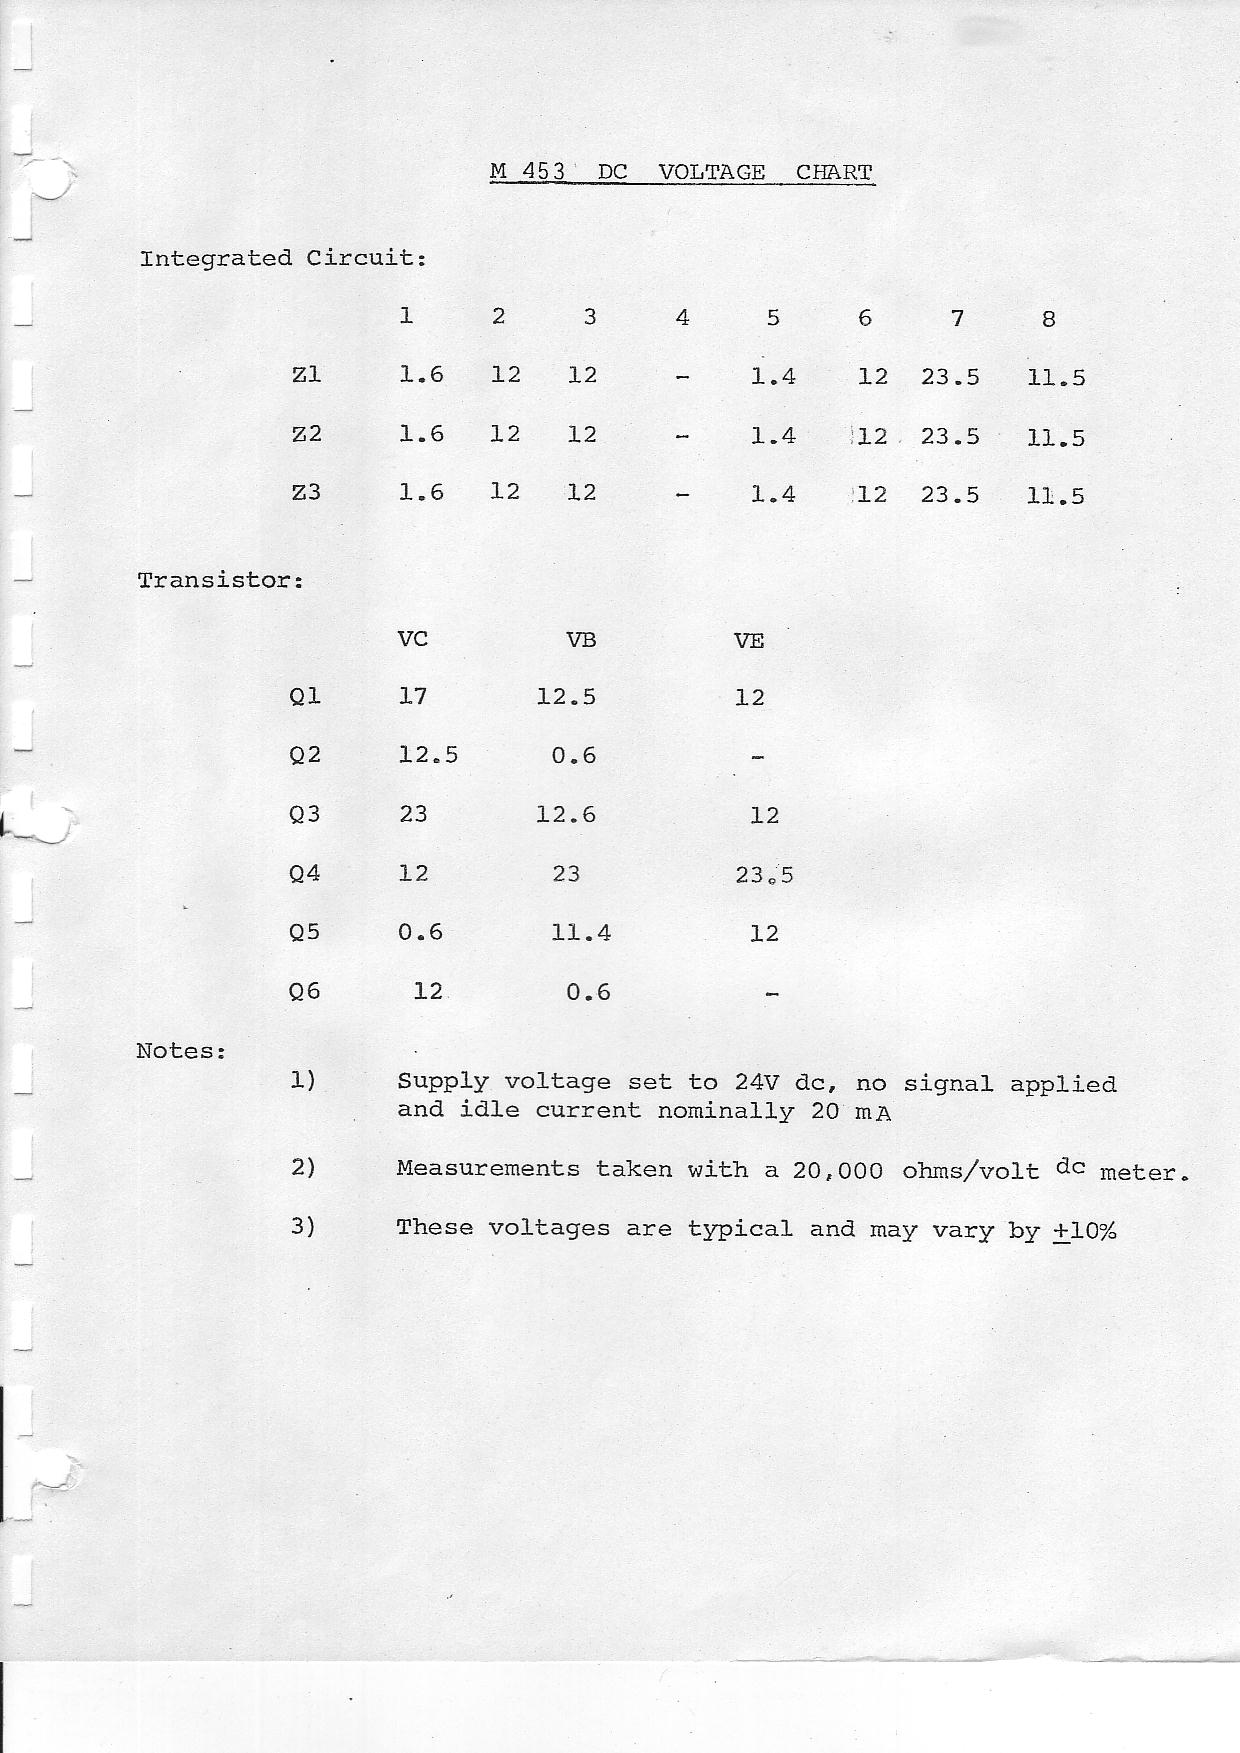 M 453 DC VOLTAGE CHART
Integrated Circuit:
1 2 3 4 5 6 7 8
Z1 1.6 12 12 - 1.4 12 23.5 11.5
Z2 1.6 12 12 - 1.4 12 23.5 11.5
Z3 1.6 12 12 - 1.4 12 23.5 11.5
Transistor:
VC VB VE
Q1 17 12.5 12
Q2 12.5 0.6 -
Q3 23 12.6 12
Q4 12 23 23.5
Q5 0.6 11.4 12
Q6 12 0.6 -
Notes:
1) Supply voltage set to 24V dc, no signal applied
and idle current nominally 20 mA
2) Measurements taken with a 20,000 ohms/volt dc meter.
3) These voltages are typical and may vary by ±10%